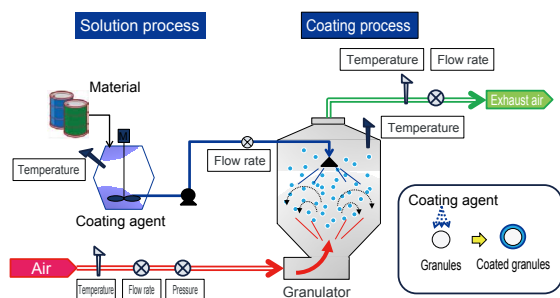 Solution process
Coating process
Material
Temperature
Flow rate
Exhaust air
Temperature
M
Temperature
Flow rate
Coating agent
Coating agent
Granules
Coated granules
Air
Temperature
Flow rate
Pressure
Granulator